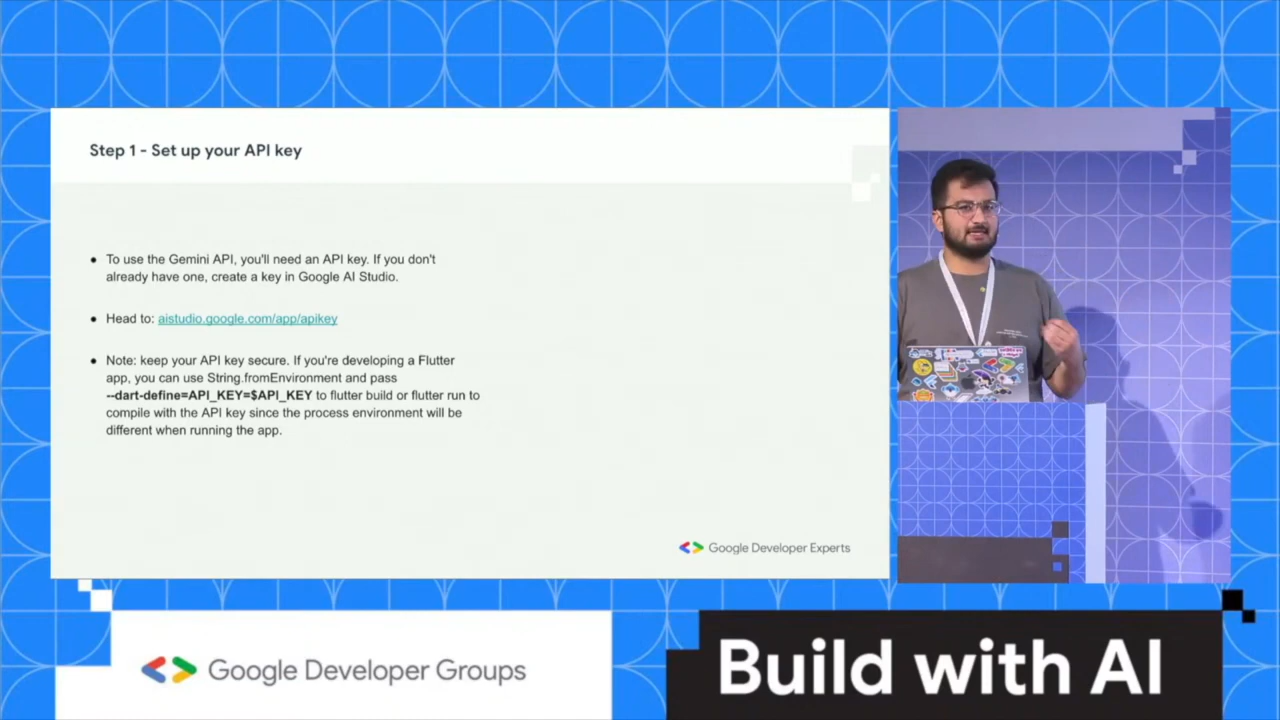 Step 1 - Set up your API key
To use the Gemini API, you'll need an API key. If you don't
already have one, create a key in Google AI Studio.
Head to: aistudio.google.com/app/apikey
Note: keep your API key secure. If you're developing a Flutter
app, you can use String.fromEnvironment and pass
--dart-define=API_KEY=$API_KEY to flutter build or flutter run to
compile with the API key since the process environment will be
different when running the app.
Google Developer Experts
Google Developer Groups
Build with AI